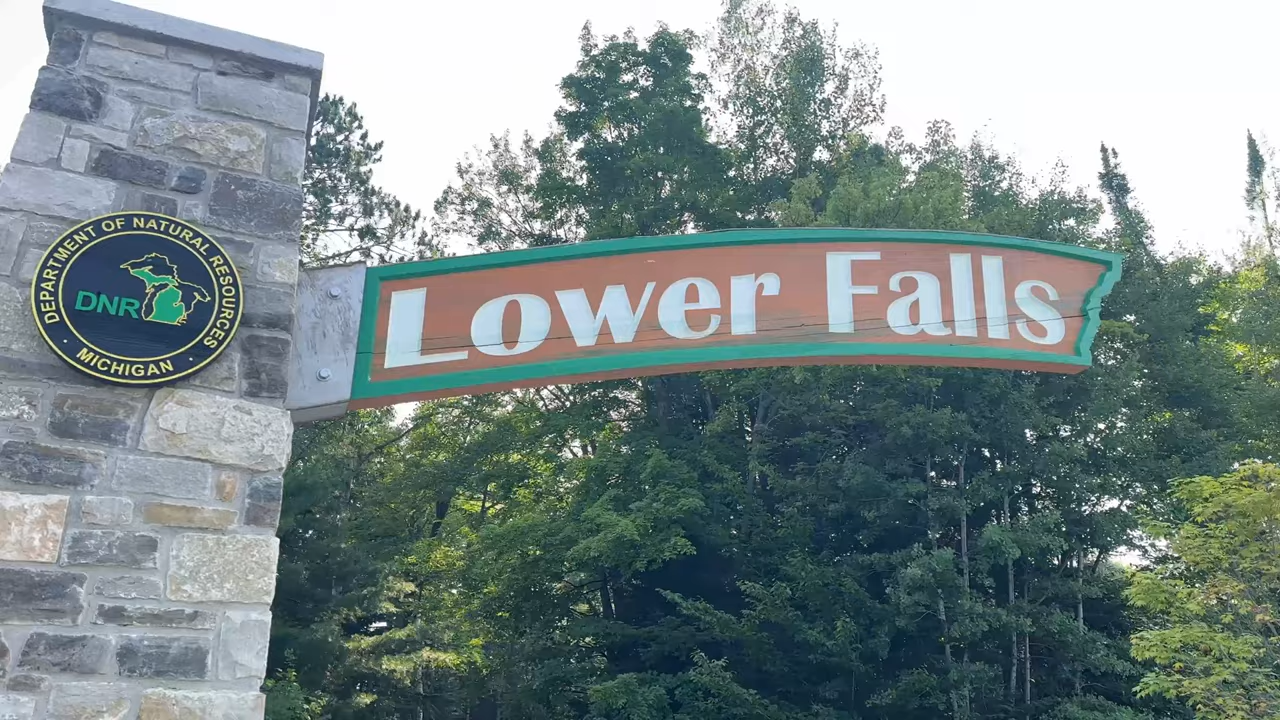 DEPARTMENT OF NATURAL RESOURCES
DNR
· MICHIGAN ·
Lower Falls